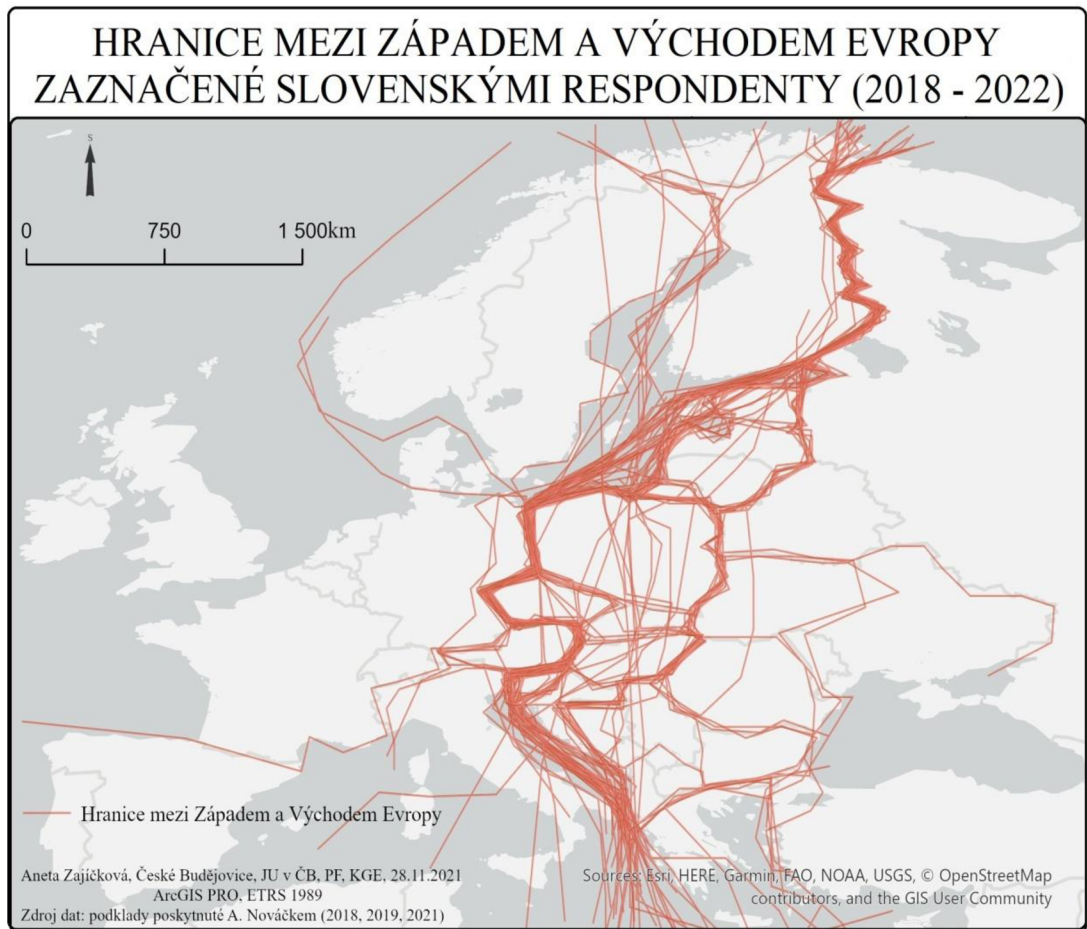 HRANICE MEZI ZÁPADEM A VÝCHODEM EVROPY
ZAZNAČENÉ SLOVENSKÝMI RESPONDENTY (2018 - 2022)
S
0 750 1 500km
Hranice mezi Západem a Východem Evropy
Aneta Zajíčková, České Budějovice, JU v ČB, PF, KGE, 28.11.2021
ArcGIS PRO, ETRS 1989
Zdroj dat: podklady poskytnuté A. Nováčkem (2018, 2019, 2021)
Sources: Esri, HERE, Garmin, FAO, NOAA, USGS, © OpenStreetMap
contributors, and the GIS User Community